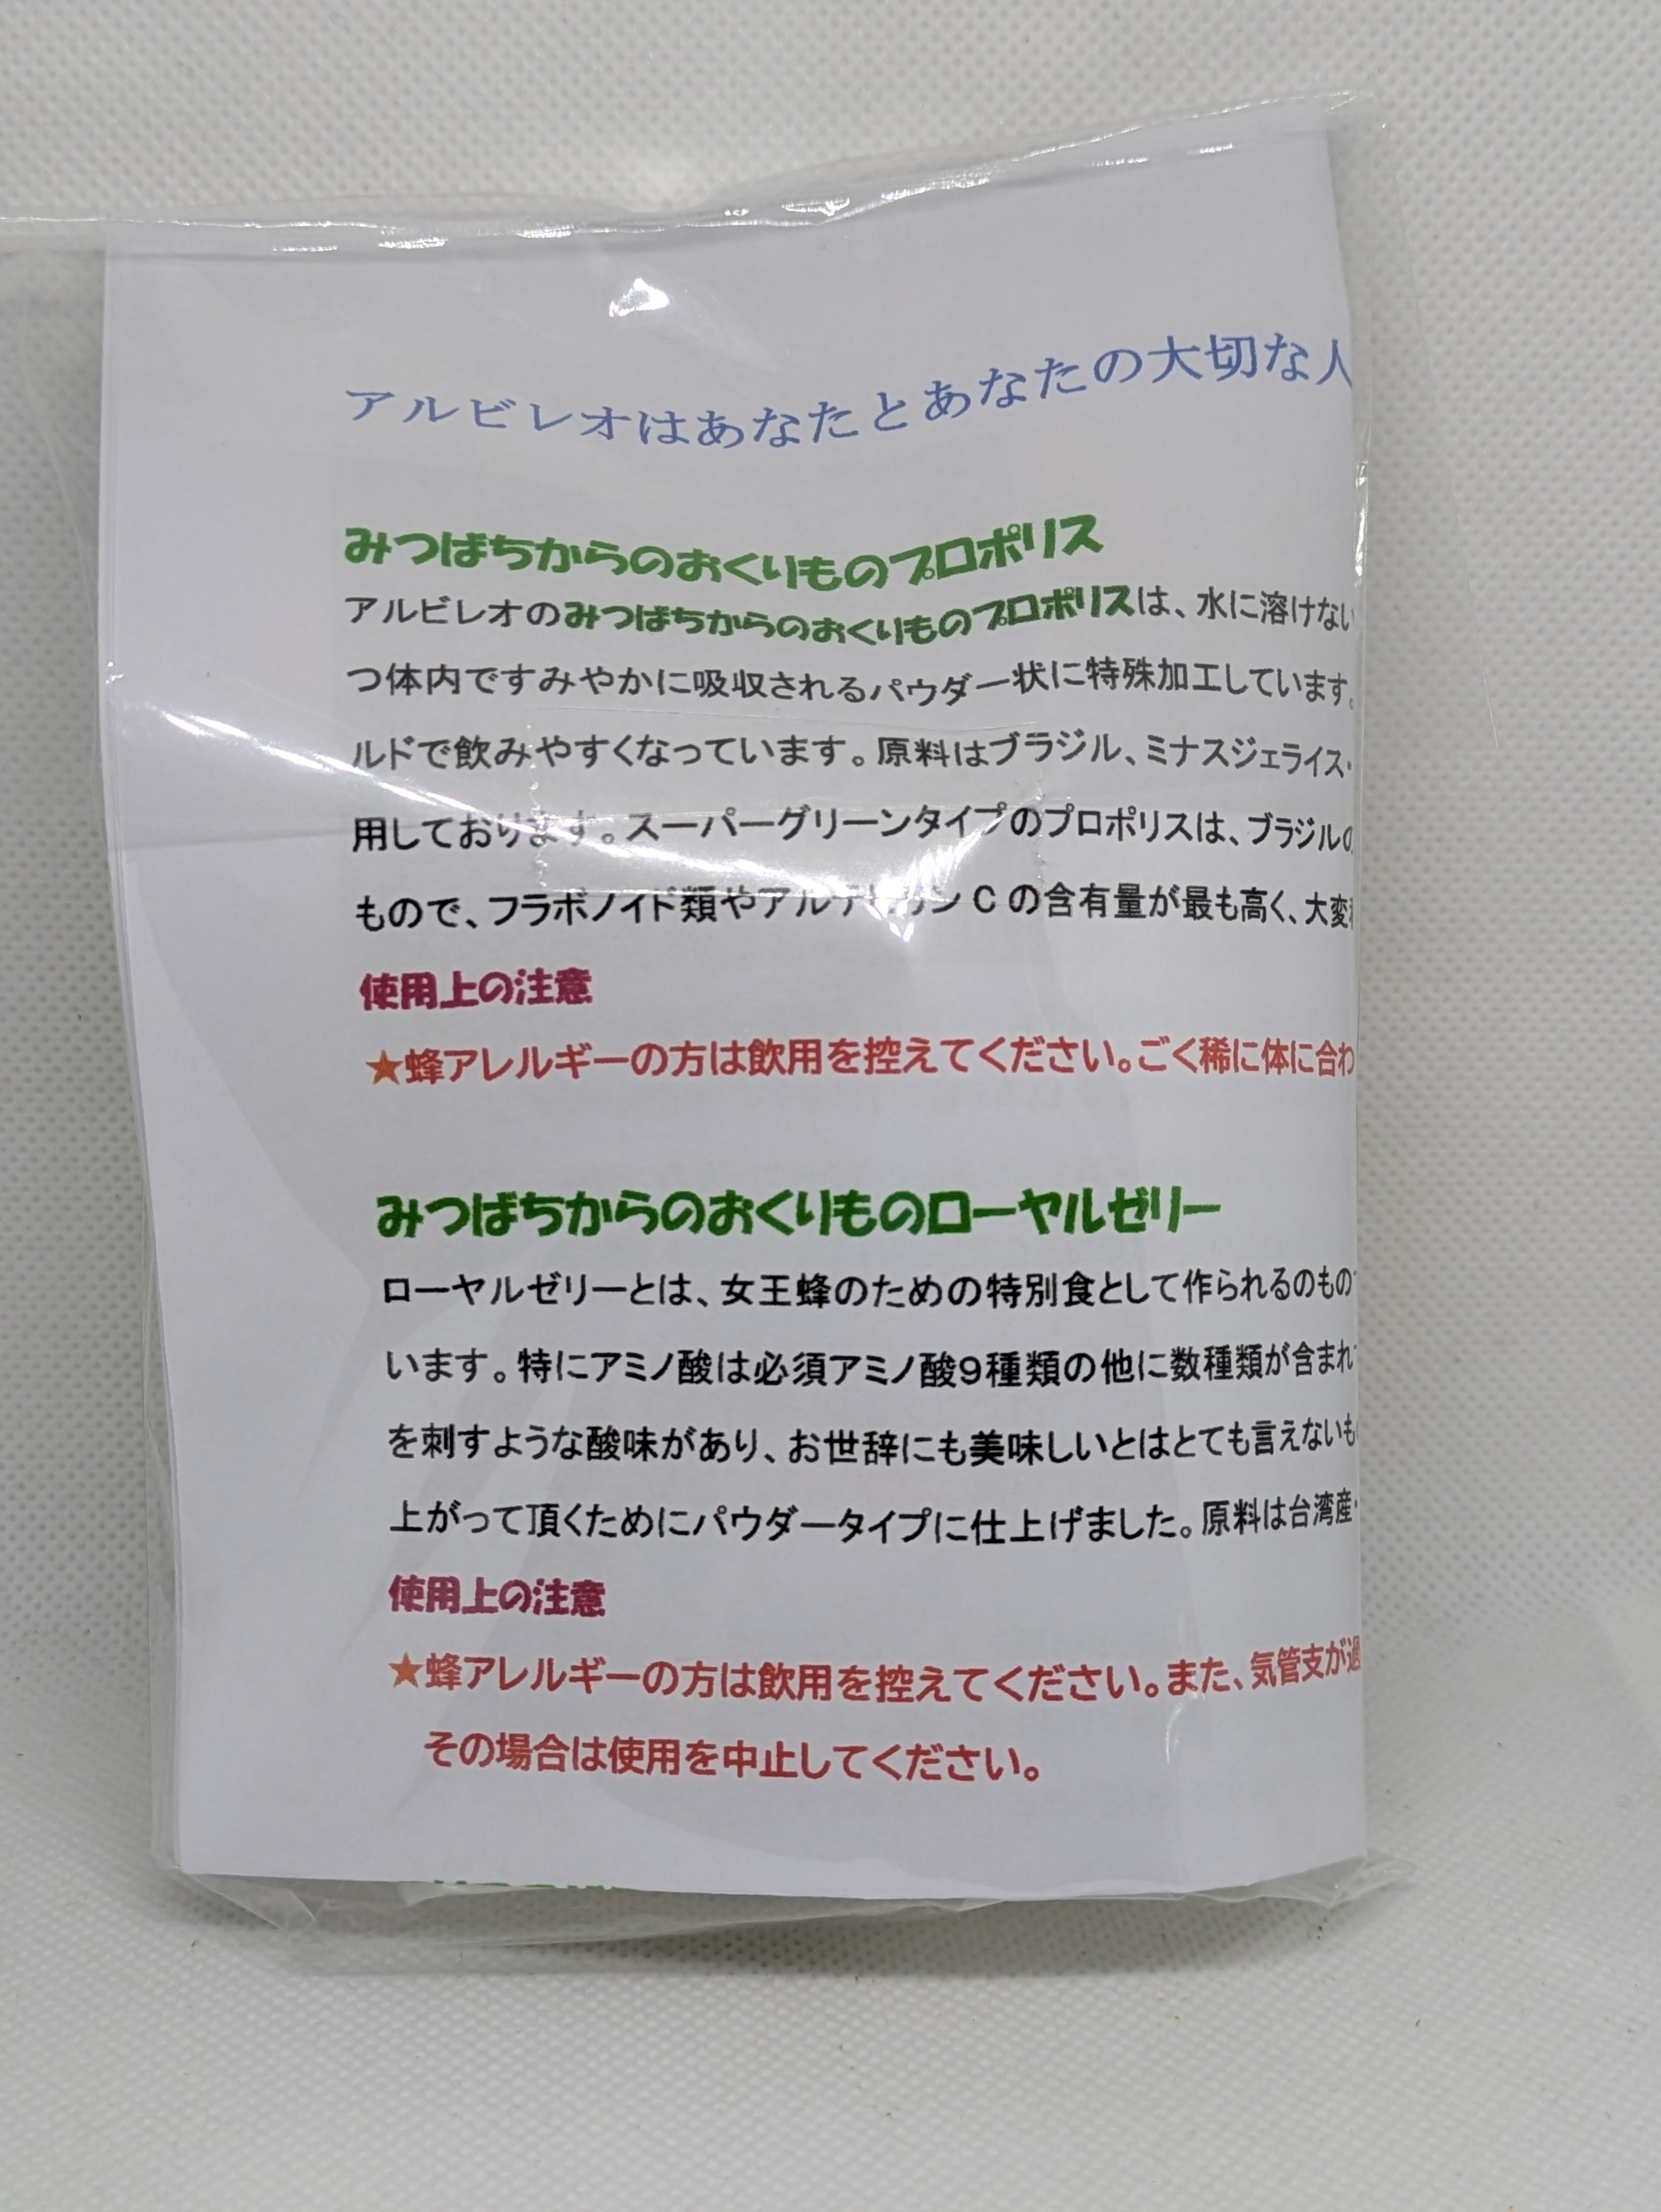 アルビレオはあなたとあなたの大切な人
みつばちからのおくりものプロポリス
アルビレオのみつばちからのおくりものプロポリスは、水に溶けない
つ体内ですみやかに吸収されるパウダー状に特殊加工しています。
ルドで飲みやすくなっています。原料はブラジル、ミナスジェライス・
用しております。スーパーグリーンタイプのプロポリスは、ブラジルの
もので、フラボノイド類やアルテピリンCの含有量が最も高く、大変
使用上の注意
★蜂アレルギーの方は飲用を控えてください。ごく稀に体に合わ
みつばちからのおくりものローヤルゼリー
ローヤルゼリーとは、女王蜂のための特別食として作られるのもの
います。特にアミノ酸は必須アミノ酸9種類の他に数種類が含まれ
を刺すような酸味があり、お世辞にも美味しいとはとても言えないも
上がって頂くためにパウダータイプに仕上げました。原料は台湾産・
使用上の注意
★蜂アレルギーの方は飲用を控えてください。また、気管支が過
その場合は使用を中止してください。